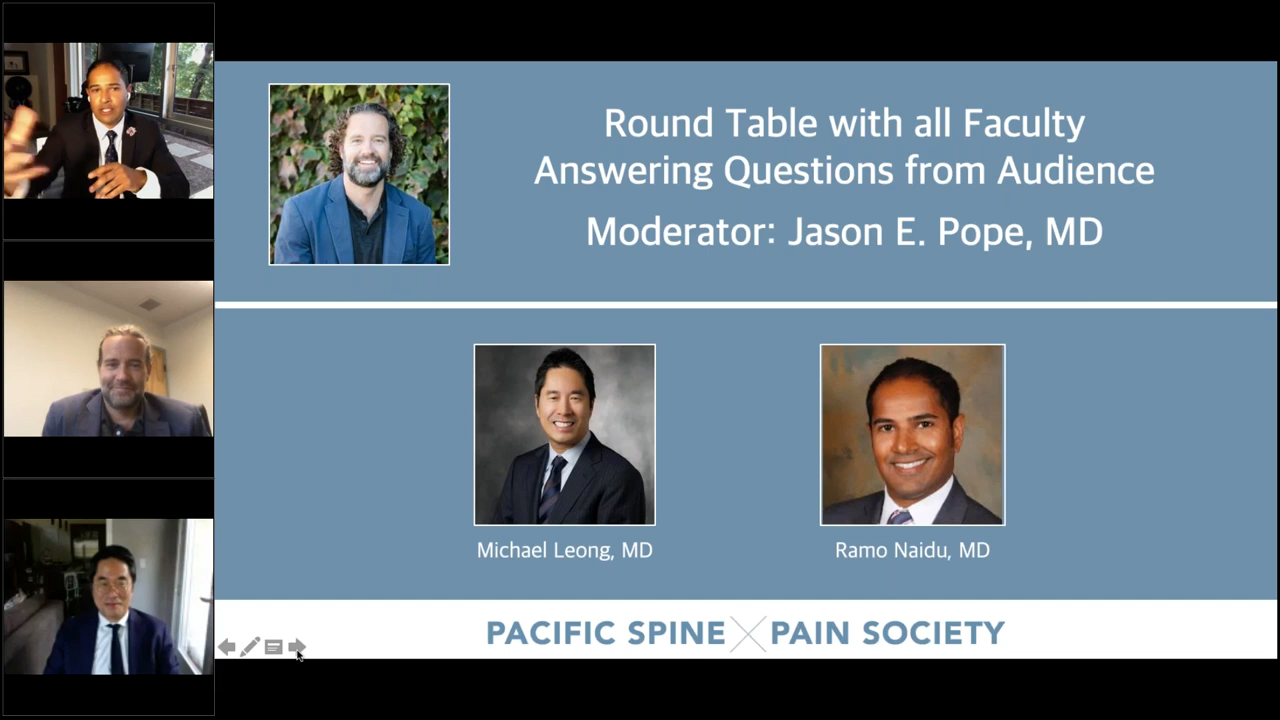 Round Table with all Faculty
Answering Questions from Audience
Moderator: Jason E. Pope, MD
Michael Leong, MD
Ramo Naidu, MD
PACIFIC SPINE PAIN SOCIETY